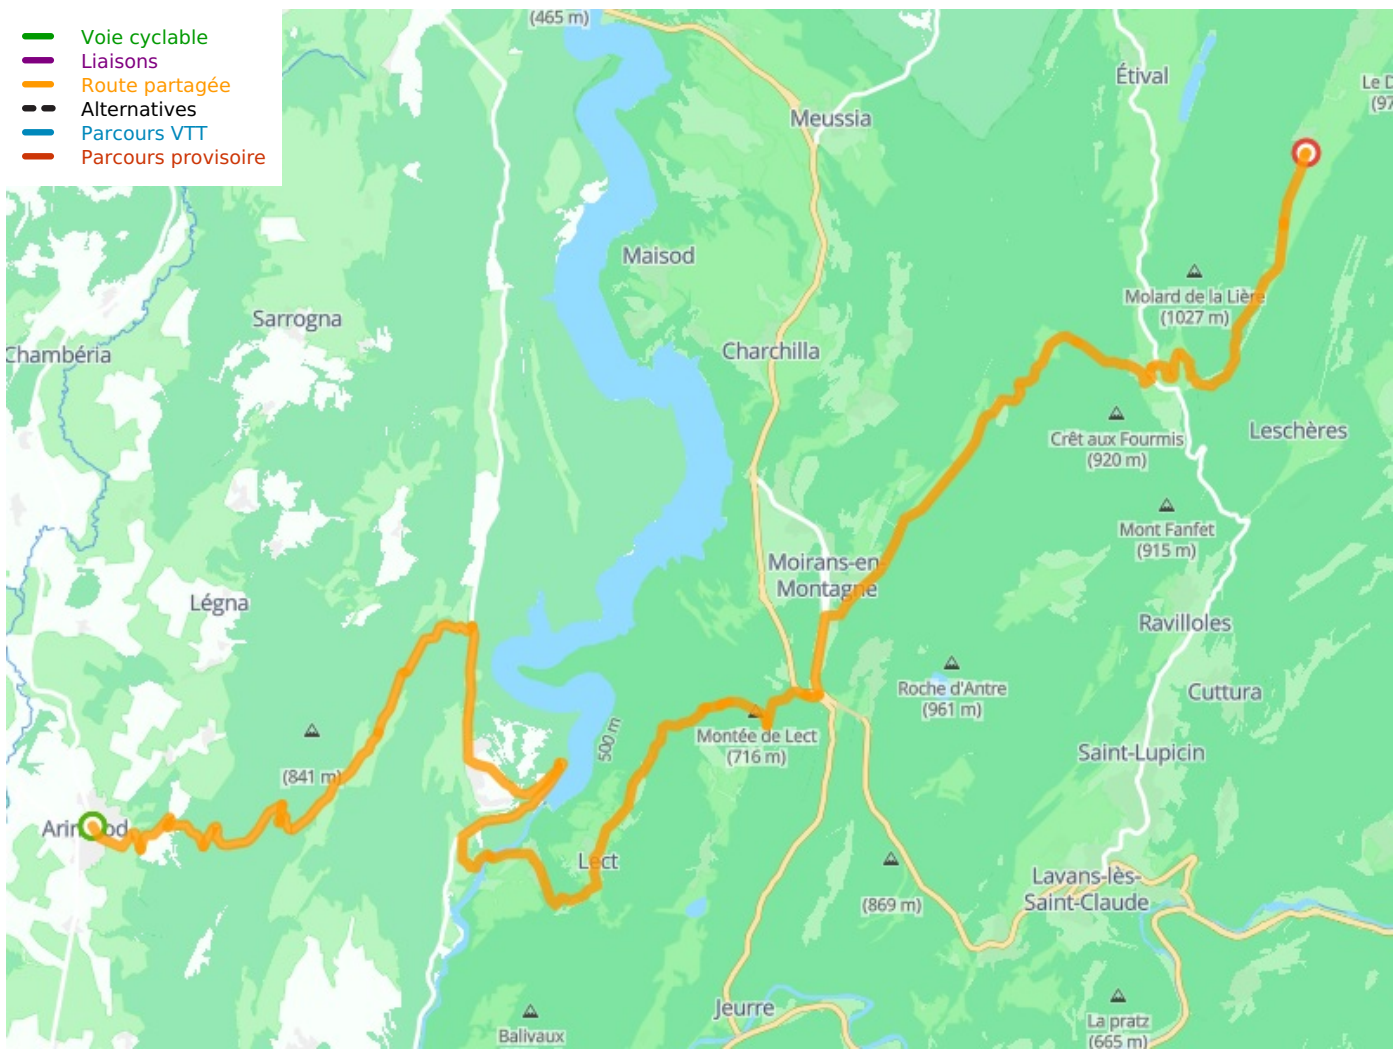 Voie cyclable
Liaisons
Route partagée
Alternatives
Parcours VTT
Parcours provisoire
(465 m)
Étival
Le D
(97
Meussia
Maisod
Molard de la Lière
(1027 m)
Sarrogna
Chambéria
Charchilla
Crêt aux Fourmis
(920 m)
Leschères
Mont Fanfet
(915 m)
Moirans-en-
Montagne
Légna
Ravilloles
Roche d'Antre
(961 m)
Cuttura
500 m
Montée de Lect
(716 m)
Saint-Lupicin
(841 m)
Lect
Lavans-lès-
Saint-Claude
(869 m)
Jeurre
La pratz
(665 m)
Balivaux